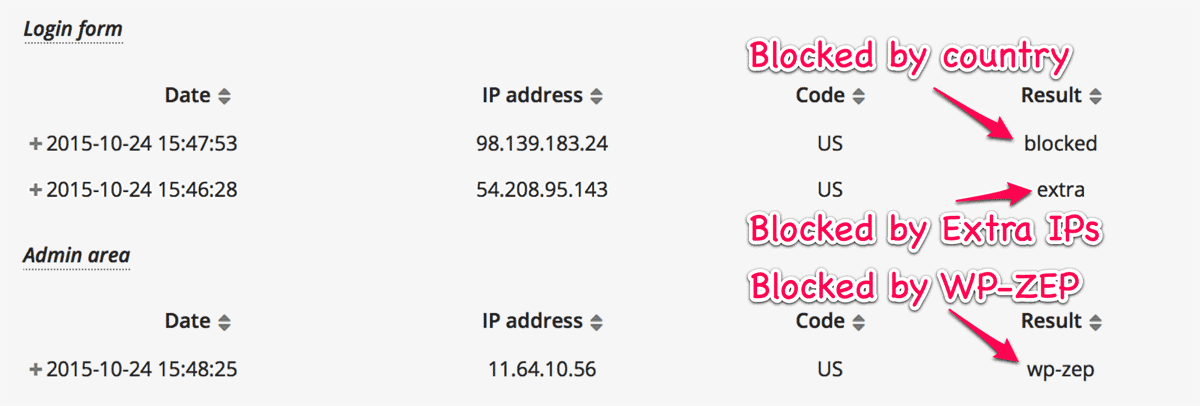 Login form
Blocked by country
Date IP address Code Result
2015-10-24 15:47:53 98.139.183.24 US blocked
2015-10-24 15:46:28 54.208.95.143 US extra
Blocked by Extra IPs
Admin area
Blocked by WP-ZEP
Date IP address Code Result
2015-10-24 15:48:25 11.64.10.56 US wp-zep